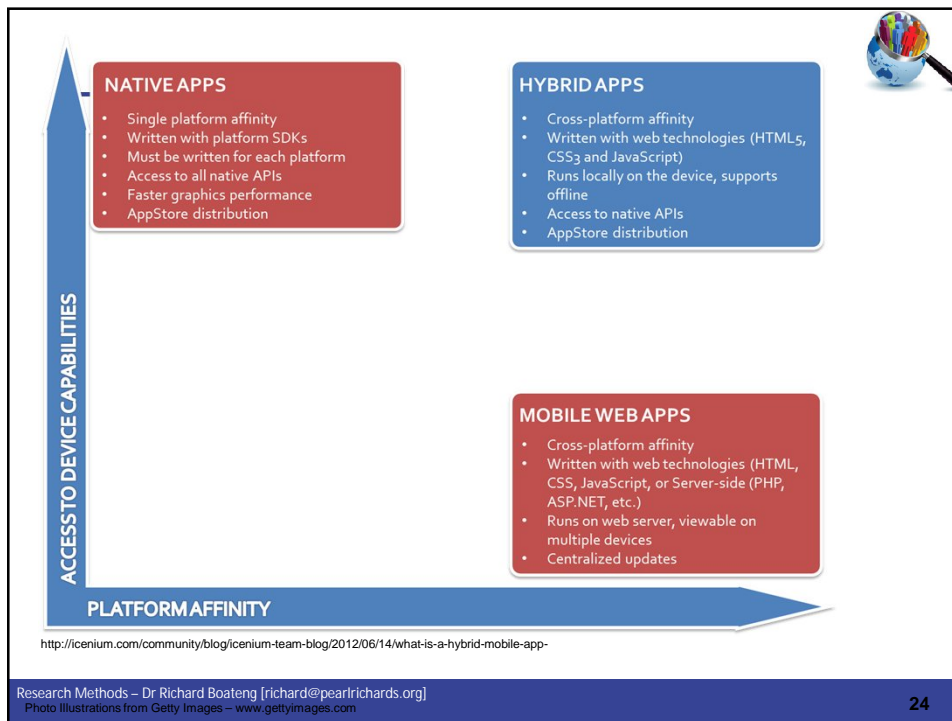 NATIVE APPS
• Single platform affinity
• Written with platform SDKs
• Must be written for each platform
• Access to all native APIs
• Faster graphics performance
• AppStore distribution
HYBRID APPS
• Cross-platform affinity
• Written with web technologies (HTML5,
CSS3 and JavaScript)
• Runs locally on the device, supports
offline
• Access to native APIs
• AppStore distribution
ACCESS TO DEVICE CAPABILITIES
MOBILE WEB APPS
• Cross-platform affinity
• Written with web technologies (HTML,
CSS, JavaScript, or Server-side (PHP,
ASP.NET, etc.)
• Runs on web server, viewable on
multiple devices
• Centralized updates
PLATFORM AFFINITY
http://icenium.com/community/blog/icenium-team-blog/2012/06/14/what-is-a-hybrid-mobile-app-
Research Methods – Dr Richard Boateng [richard@pearlrichards.org]
Photo Illustrations from Getty Images – www.gettyimages.com
24